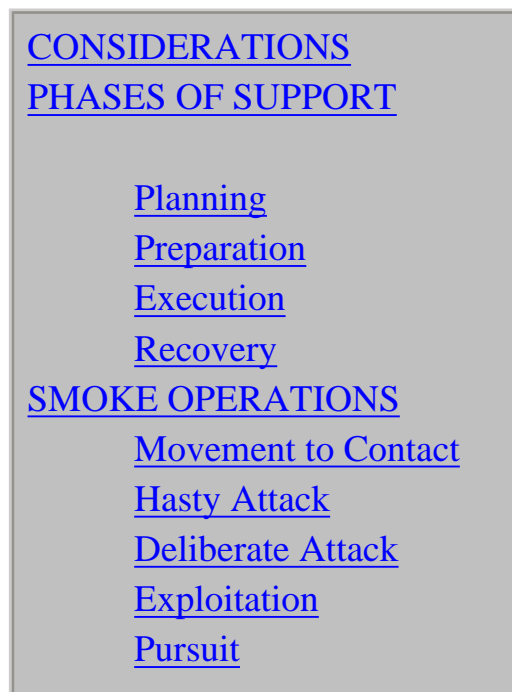 CONSIDERATIONS
PHASES OF SUPPORT
Planning
Preparation
Execution
Recovery
SMOKE OPERATIONS
Movement to Contact
Hasty Attack
Deliberate Attack
Exploitation
Pursuit